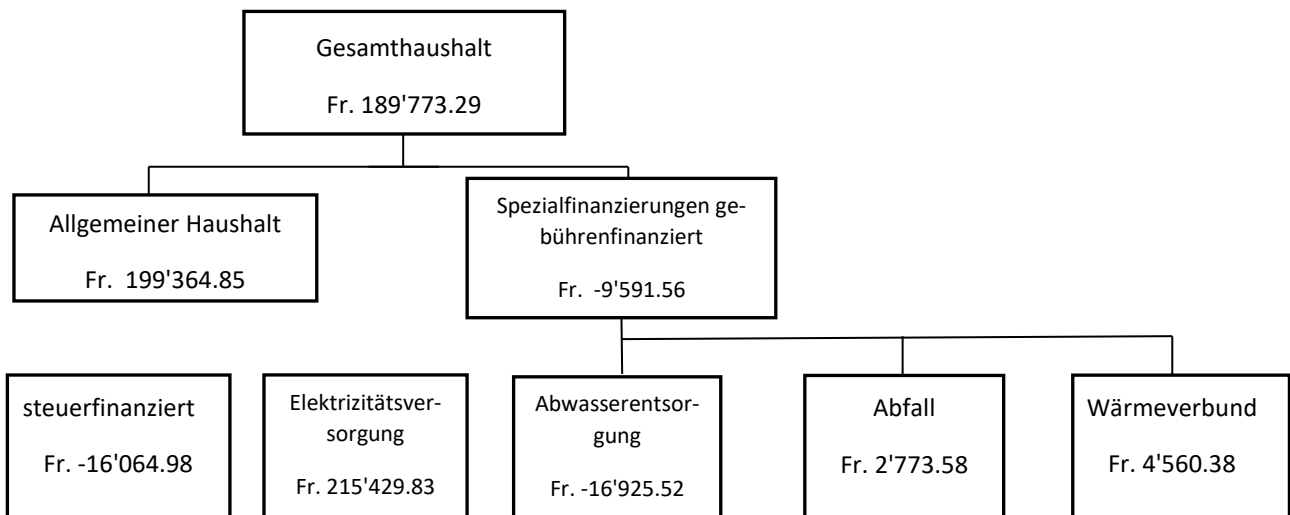 Gesamthaushalt
Fr. 189'773.29
Allgemeiner Haushalt
Fr. 199'364.85
Spezialfinanzierungen ge-
bührenfinanziert
Fr. -9'591.56
steuerfinanziert
Fr. -16'064.98
Elektrizitätsver-
sorgung
Fr. 215'429.83
Abwasserentsor-
gung
Fr. -16'925.52
Abfall
Fr. 2'773.58
Wärmeverbund
Fr. 4'560.38